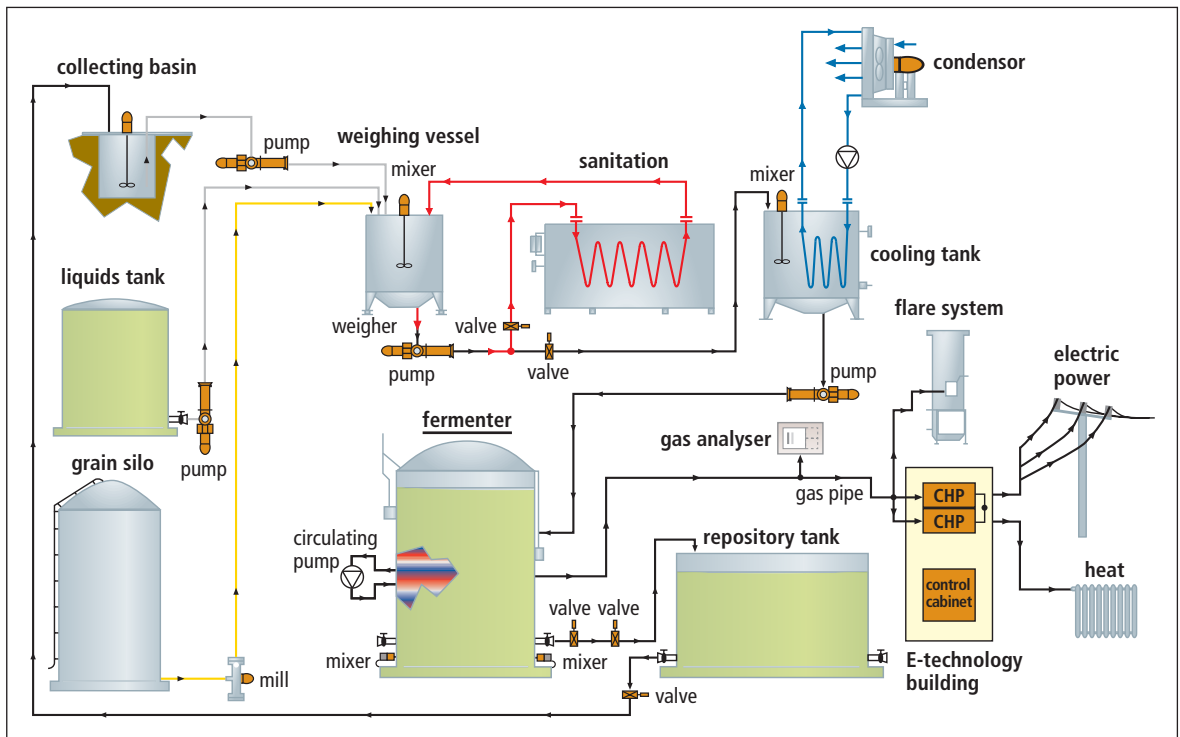 collecting basin
condensor
pump
weighing vessel
mixer
sanitation
mixer
cooling tank
liquids tank
flare system
weigher
valve
electric
power
pump
valve
pump
fermenter
gas analyser
grain silo
pump
gas pipe
CHP
CHP
circulating
pump
repository tank
heat
control
cabinet
valve
valve
mixer
mixer
E-technology
building
mill
valve